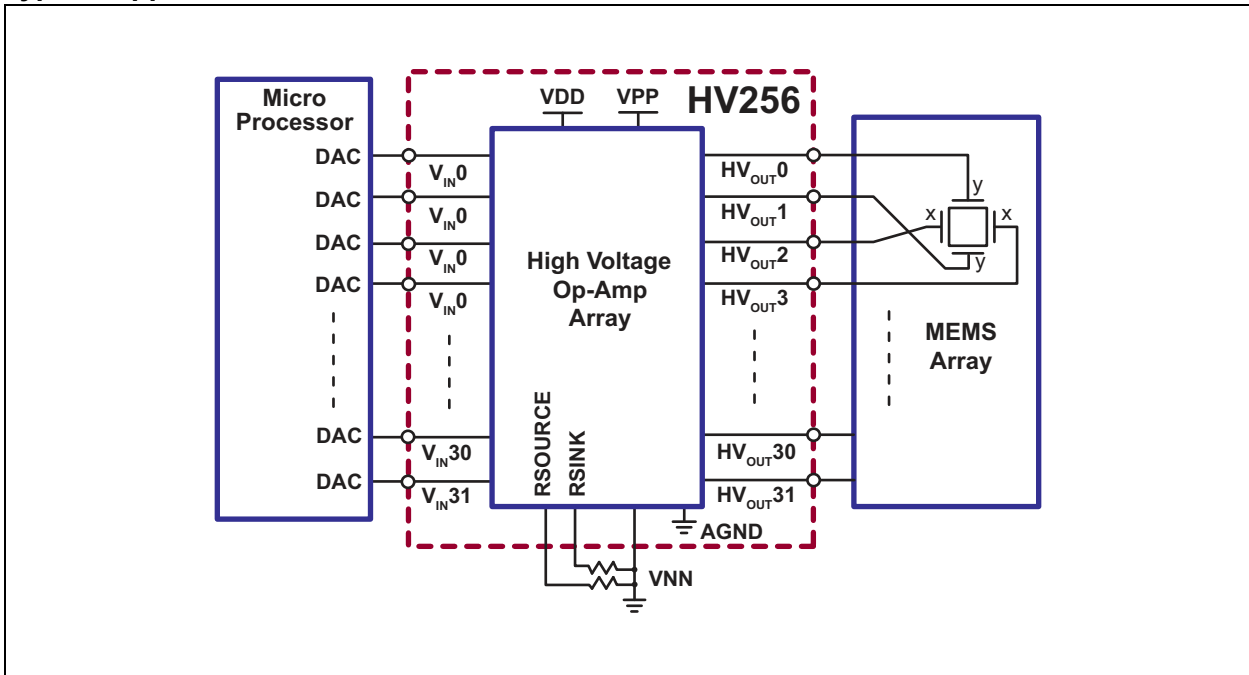 Micro
Processor
DAC
DAC
DAC
DAC
DAC
DAC
VDD
VPP
HV256
VIN0
VIN0
VIN0
VIN0
VIN30
VIN31
High Voltage
Op-Amp
Array
RSOURCE
RSINK
HVOUT0
HVOUT1
HVOUT2
HVOUT3
HVOUT30
HVOUT31
AGND
VNN
y
x
x
y
MEMS
Array